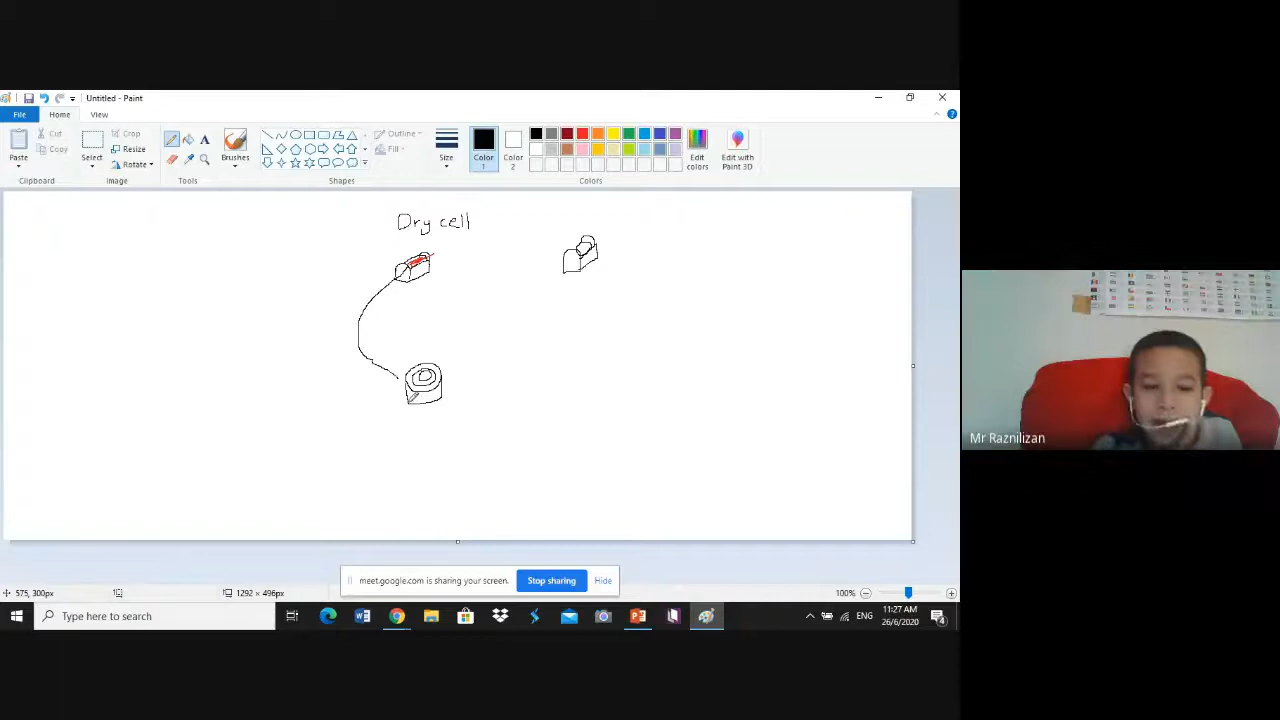 Untitled - Paint
File
Home
View
Paste
Cut
Copy
Clipboard
Select
Crop
Resize
Rotate
Image
Tools
Brushes
Shapes
Outline
Fill
Size
Color 1
Color 2
Edit colors
Edit with Paint 3D
Colors
Dry cell
Mr Raznilizan
meet.google.com is sharing your screen.
Stop sharing
Hide
575, 300px
1292 × 496px
100%
Type here to search
ENG
11:27 AM
26/6/2020
4